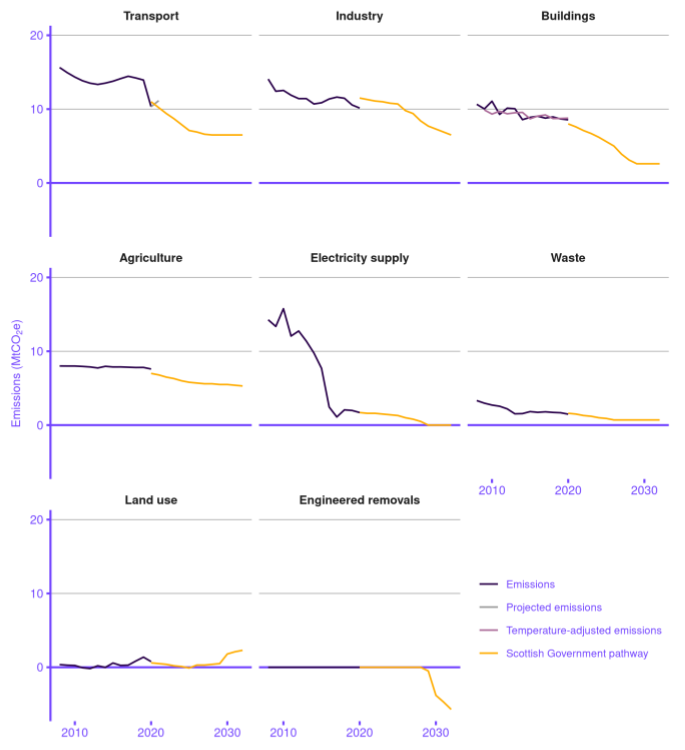 Transport
Industry
Buildings
20
10
0
Agriculture
Electricity supply
Waste
Emissions (MtCO₂e)
20
10
0
2010 2020 2030
Land use
Engineered removals
20
10
0
2010 2020 2030
2010 2020 2030
Emissions
Projected emissions
Temperature-adjusted emissions
Scottish Government pathway